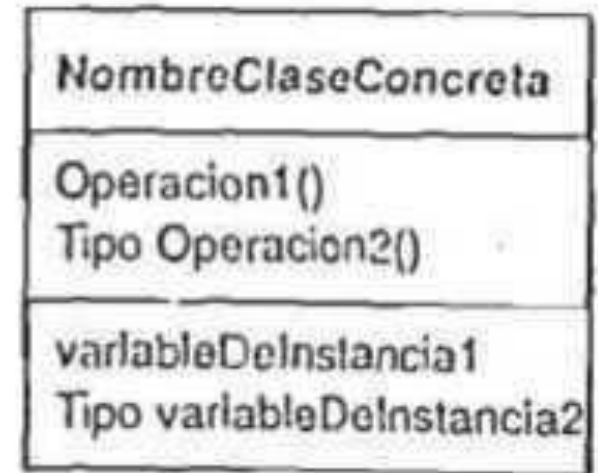 NombreClaseConcreta
Operacion1()
Tipo Operacion2()
variableDeInstancia1
Tipo variableDeInstancia2